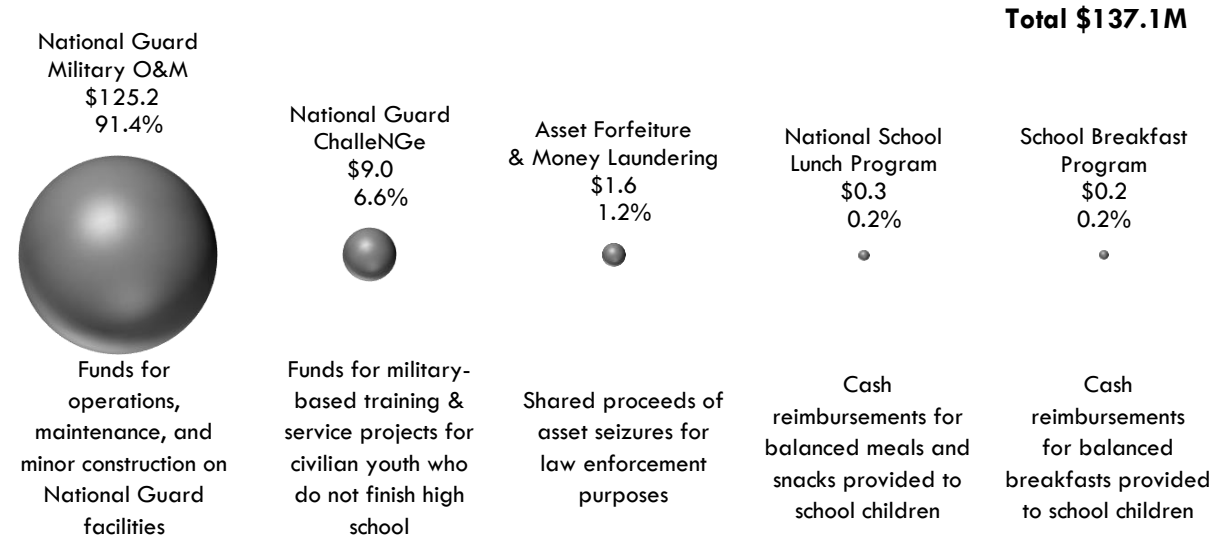 Total $137.1M
National Guard
Military O&M
$125.2
91.4%
National Guard
ChalleNGe
$9.0
6.6%
Asset Forfeiture
& Money Laundering
$1.6
1.2%
National School
Lunch Program
$0.3
0.2%
School Breakfast
Program
$0.2
0.2%
Funds for
operations,
maintenance, and
minor construction on
National Guard
facilities
Funds for military-
based training &
service projects for
civilian youth who
do not finish high
school
Shared proceeds of
asset seizures for
law enforcement
purposes
Cash
reimbursements for
balanced meals and
snacks provided to
school children
Cash
reimbursements
for balanced
breakfasts provided
to school children